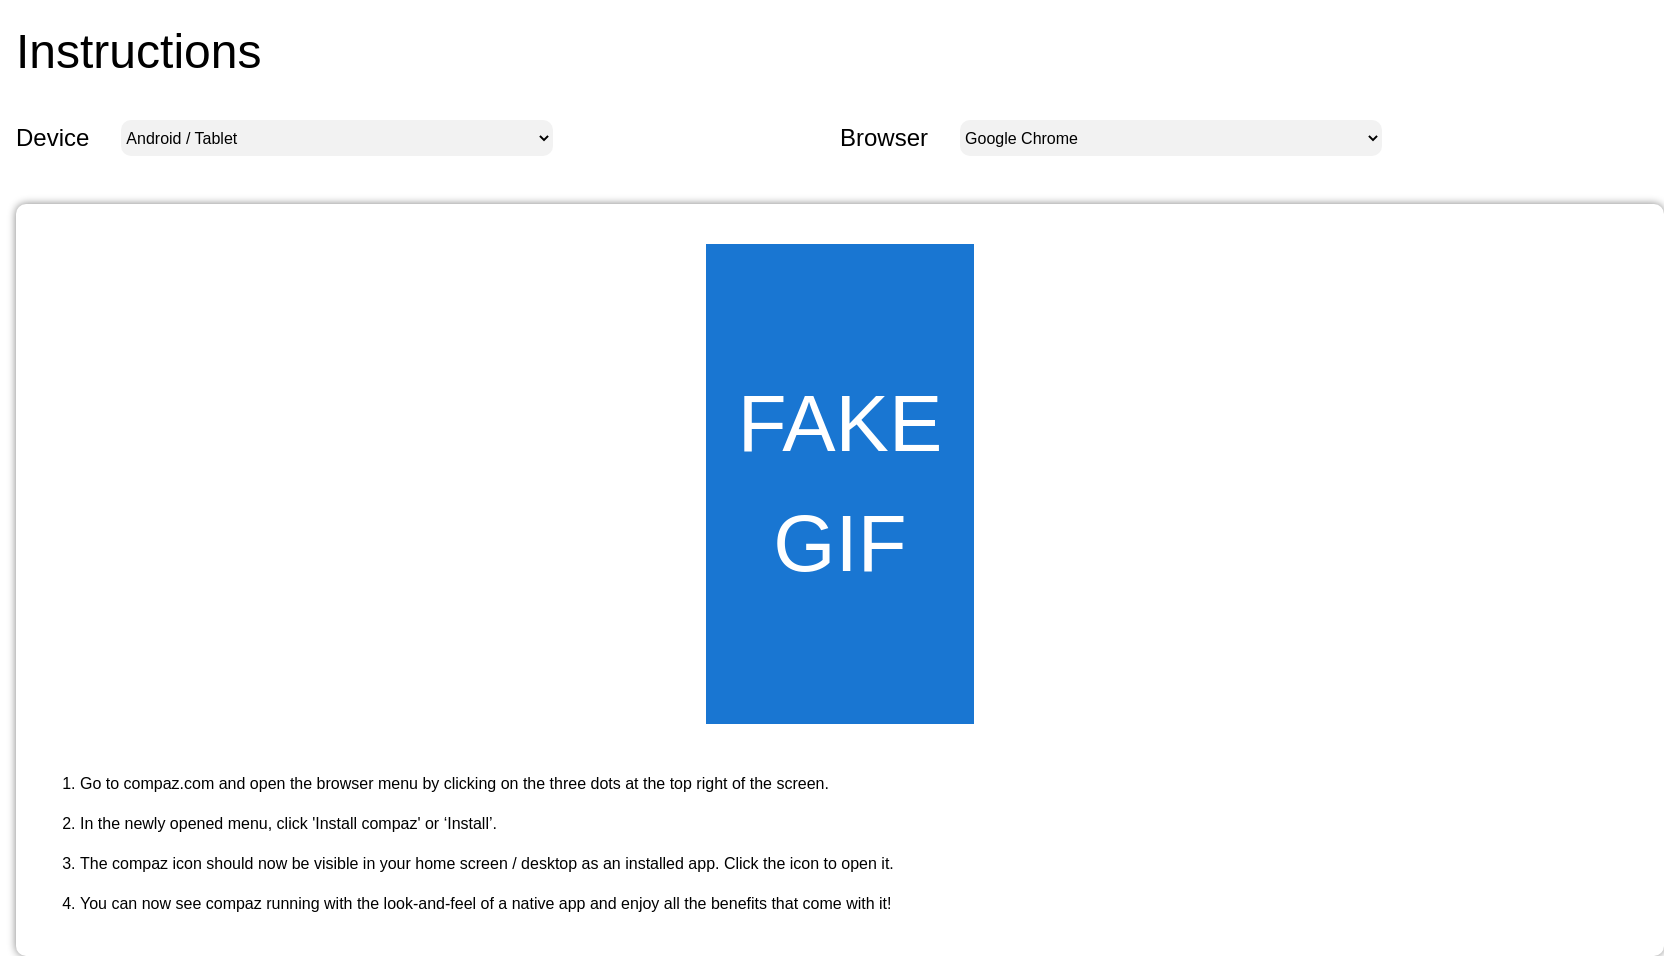 Instructions
Device Android / Tablet Browser Google Chrome
FAKE
GIF
1. Go to compaz.com and open the browser menu by clicking on the three dots at the top right of the screen.
2. In the newly opened menu, click 'Install compaz' or ‘Install’.
3. The compaz icon should now be visible in your home screen / desktop as an installed app. Click the icon to open it.
4. You can now see compaz running with the look-and-feel of a native app and enjoy all the benefits that come with it!